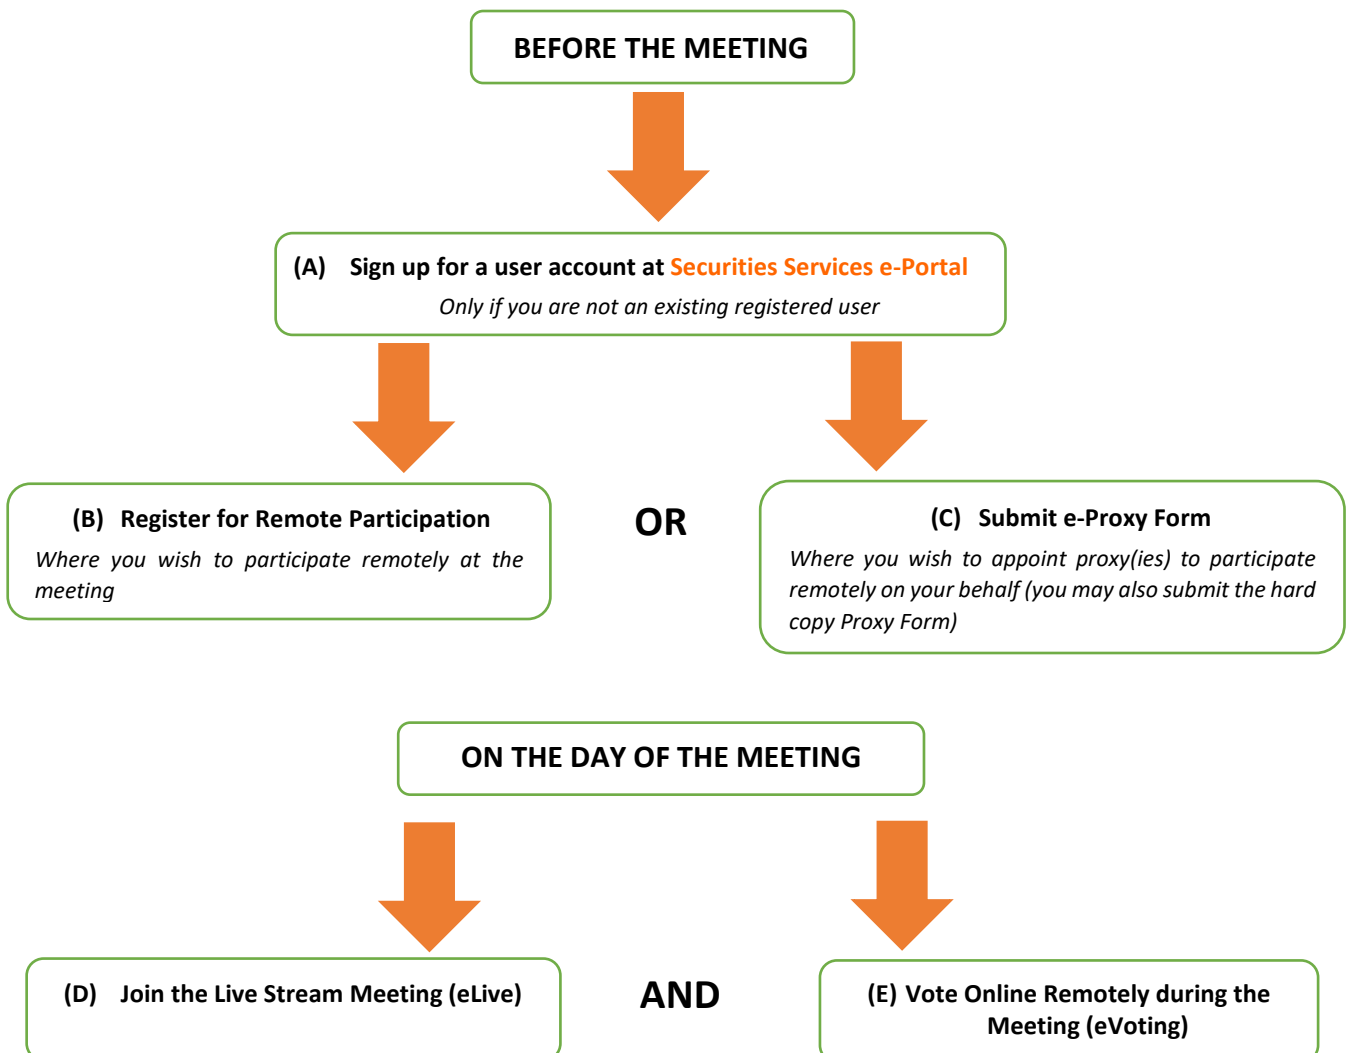 BEFORE THE MEETING
(A) Sign up for a user account at Securities Services e-Portal
Only if you are not an existing registered user
(B) Register for Remote Participation
Where you wish to participate remotely at the
meeting
OR
(C) Submit e-Proxy Form
Where you wish to appoint proxy(ies) to participate
remotely on your behalf (you may also submit the hard
copy Proxy Form)
ON THE DAY OF THE MEETING
(D) Join the Live Stream Meeting (eLive)
AND
(E) Vote Online Remotely during the
Meeting (eVoting)